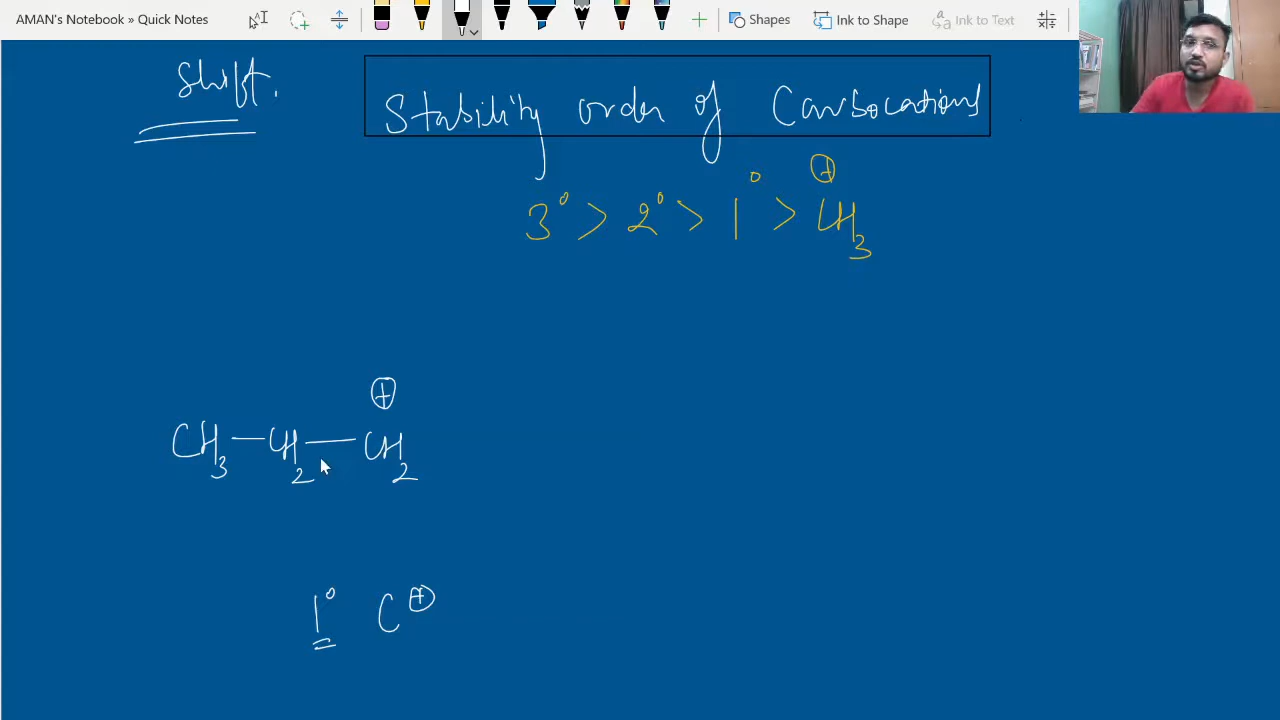 AMAN's Notebook » Quick Notes
Shapes
Ink to Shape
Ink to Text
Shift.
Stability order of Carbocations
3° > 2° > 1° > ⊕CH₃
CH₃—CH₂—⊕CH₂
1° C⊕